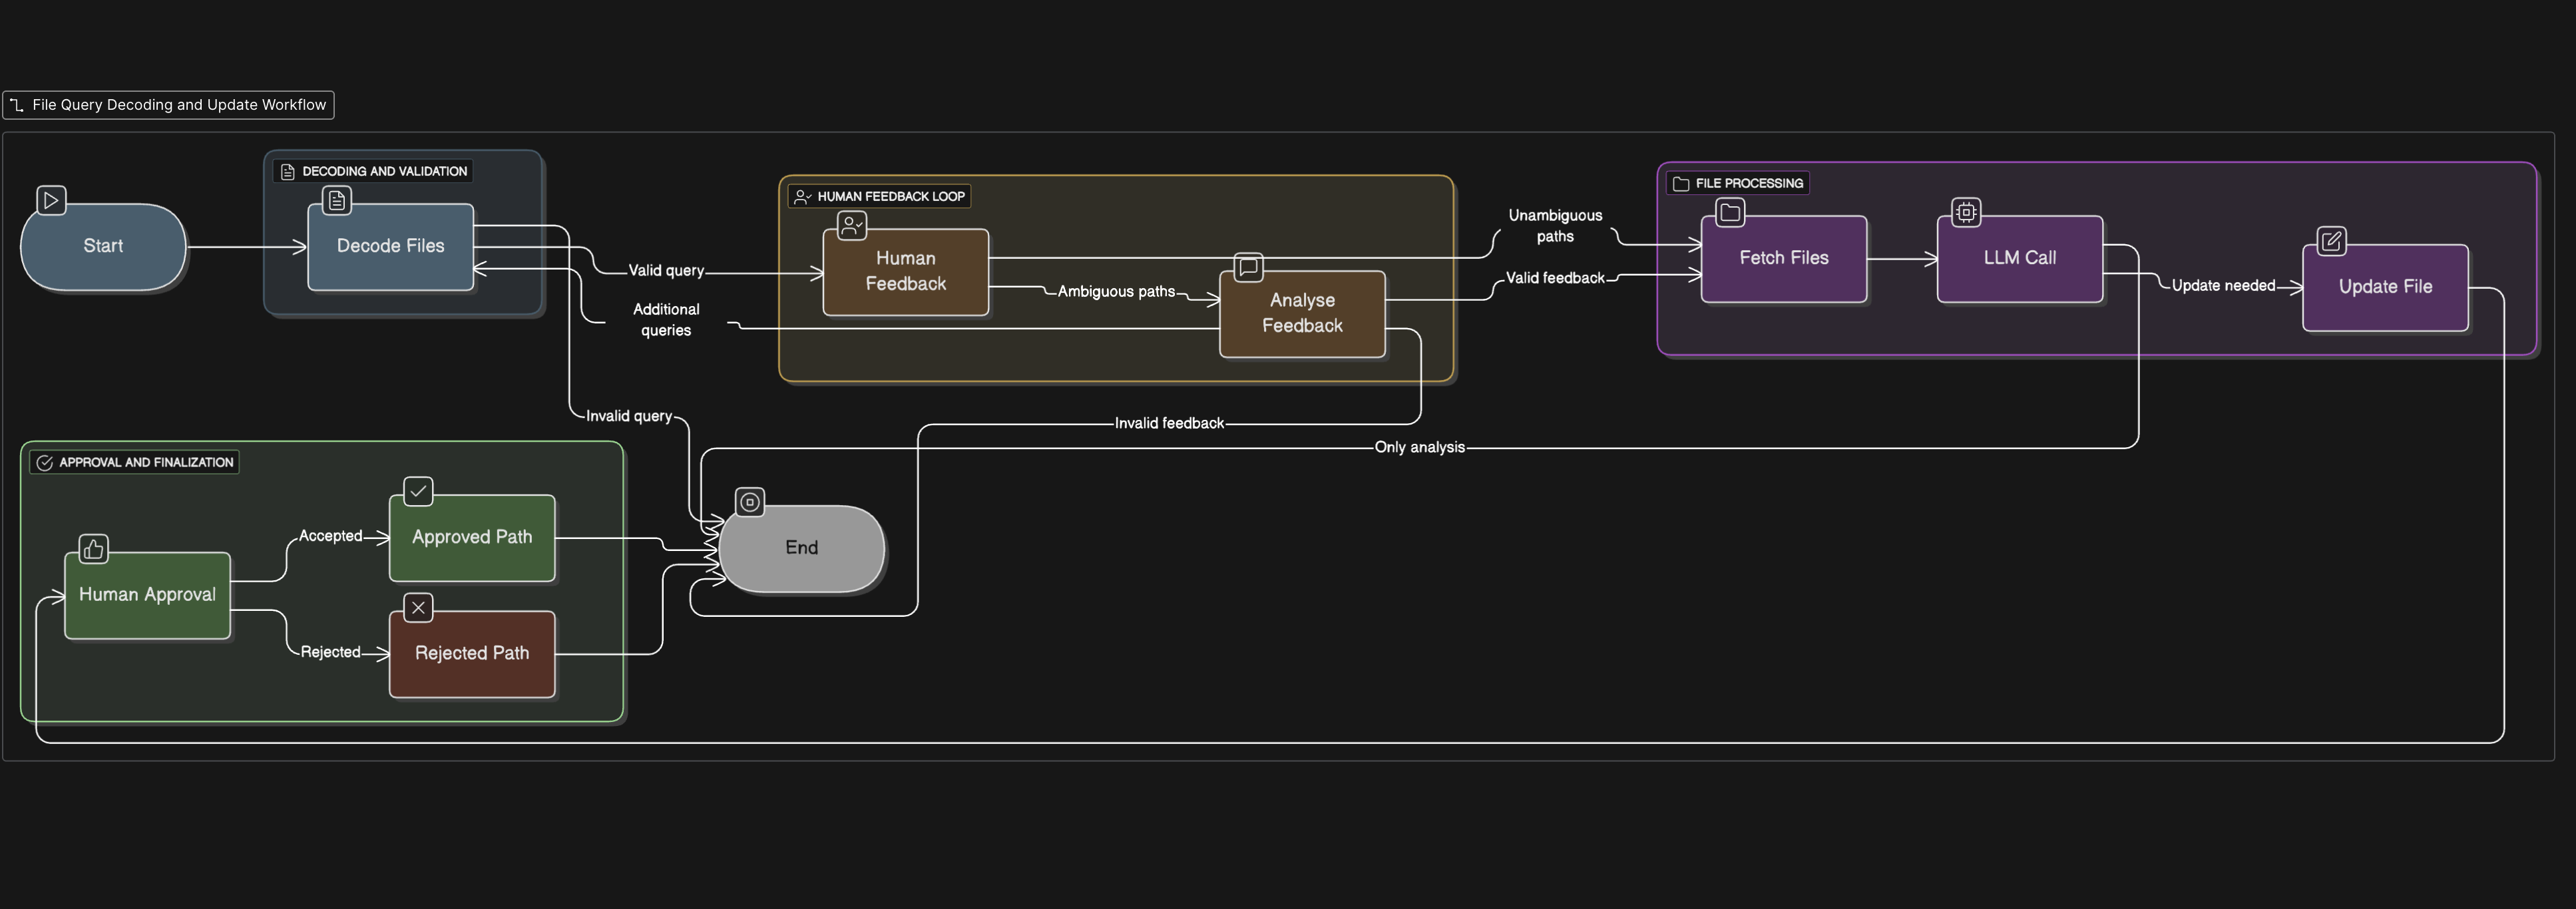 File Query Decoding and Update Workflow
DECODING AND VALIDATION
Start
Decode Files
Valid query
Additional
queries
Invalid query
HUMAN FEEDBACK LOOP
Human
Feedback
Ambiguous paths
Analyse
Feedback
Unambiguous
paths
Valid feedback
Invalid feedback
Only analysis
FILE PROCESSING
Fetch Files
LLM Call
Update needed
Update File
APPROVAL AND FINALIZATION
Human Approval
Accepted
Approved Path
Rejected
Rejected Path
End